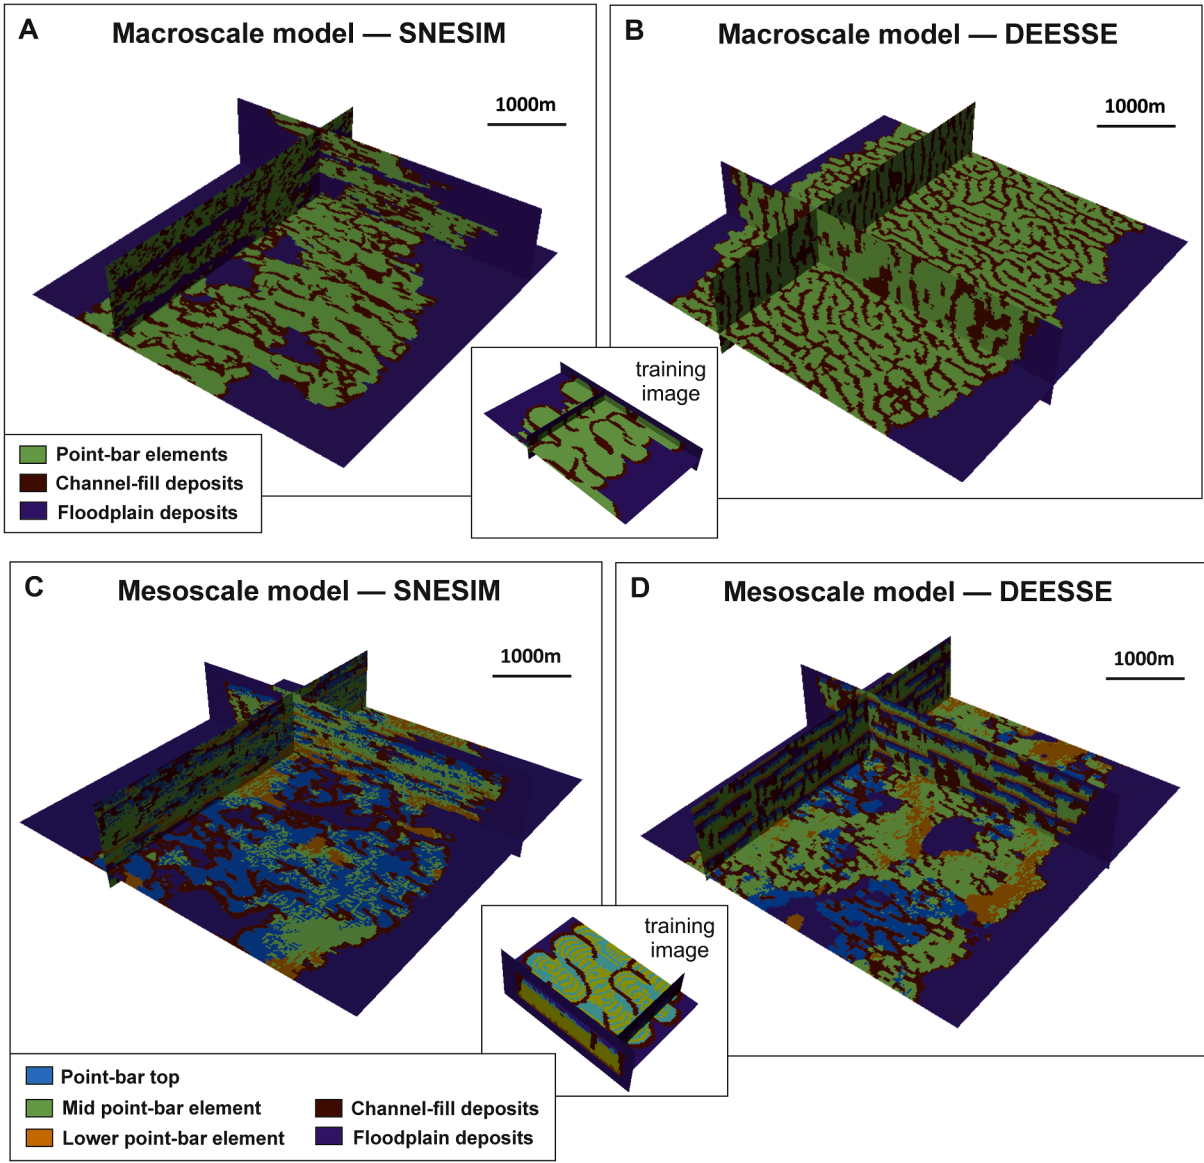 A
Macroscale model — SNESIM
1000m
B
Macroscale model — DEESSE
1000m
training
image
Point-bar elements
Channel-fill deposits
Floodplain deposits
C
Mesoscale model — SNESIM
1000m
D
Mesoscale model — DEESSE
1000m
training
image
Point-bar top
Mid point-bar element
Lower point-bar element
Channel-fill deposits
Floodplain deposits